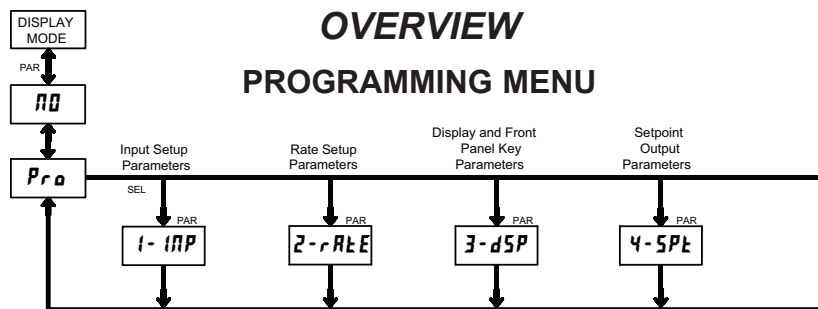 OVERVIEW
PROGRAMMING MENU
DISPLAY
MODE
PAR
NO
Pro
SEL
Input Setup
Parameters
PAR
1-INP
Rate Setup
Parameters
PAR
2-rAtE
Display and Front
Panel Key
Parameters
PAR
3-dSP
Setpoint
Output
Parameters
PAR
4-SPt